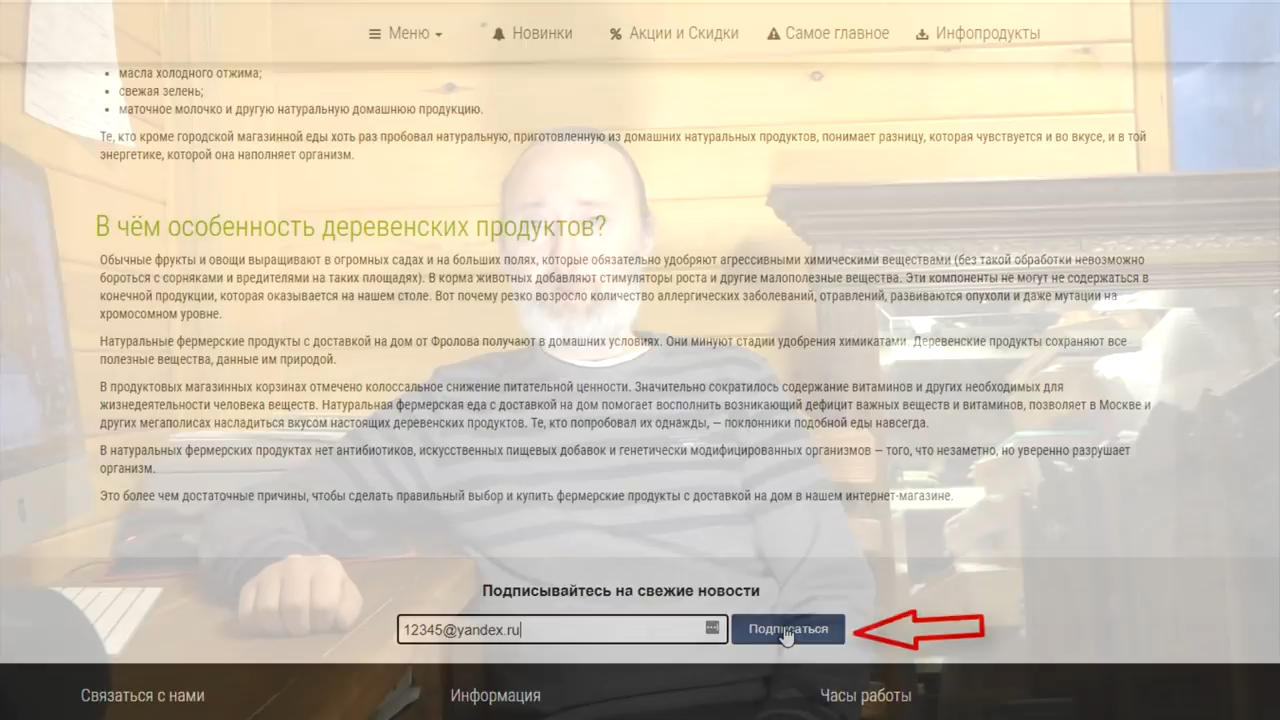 Меню Новинки Акции и Скидки Самое главное Инфопродукты
масла холодного отжима;
свежая зелень;
маточное молочко и другую натуральную домашнюю продукцию.
Те, кто кроме городской магазинной еды хоть раз пробовал натуральную, приготовленную из домашних натуральных продуктов, понимает разницу, которая чувствуется и во вкусе, и в той
энергетике, которой она наполняет организм.
В чём особенность деревенских продуктов?
Обычные фрукты и овощи выращивают в огромных садах и на больших полях, которые обязательно удобряют агрессивными химическими веществами (без такой обработки невозможно
бороться с сорняками и вредителями на таких площадях). В корма животных добавляют стимуляторы роста и другие малополезные вещества. Эти компоненты не могут не содержаться в
конечной продукции, которая оказывается на нашем столе. Вот почему резко возросло количество аллергических заболеваний, отравлений, развиваются опухоли и даже мутации на
хромосомном уровне.
Натуральные фермерские продукты с доставкой на дом от Фролова получают в домашних условиях. Они минуют стадии удобрения химикатами. Деревенские продукты сохраняют все
полезные вещества, данные им природой.
В продуктовых магазинных корзинах отмечено колоссальное снижение питательной ценности. Значительно сократилось содержание витаминов и других необходимых для
жизнедеятельности человека веществ. Натуральная фермерская еда с доставкой на дом помогает восполнить возникающий дефицит важных веществ и витаминов, позволяет в Москве и
других мегаполисах насладиться вкусом настоящих деревенских продуктов. Те, кто попробовал их однажды, — поклонники подобной еды навсегда.
В натуральных фермерских продуктах нет антибиотиков, искусственных пищевых добавок и генетически модифицированных организмов — того, что незаметно, но уверенно разрушает
организм.
Это более чем достаточные причины, чтобы сделать правильный выбор и купить фермерские продукты с доставкой на дом в нашем интернет-магазине.
Подписывайтесь на свежие новости
12345@yandex.ru Подписаться
Связаться с нами Информация Часы работы